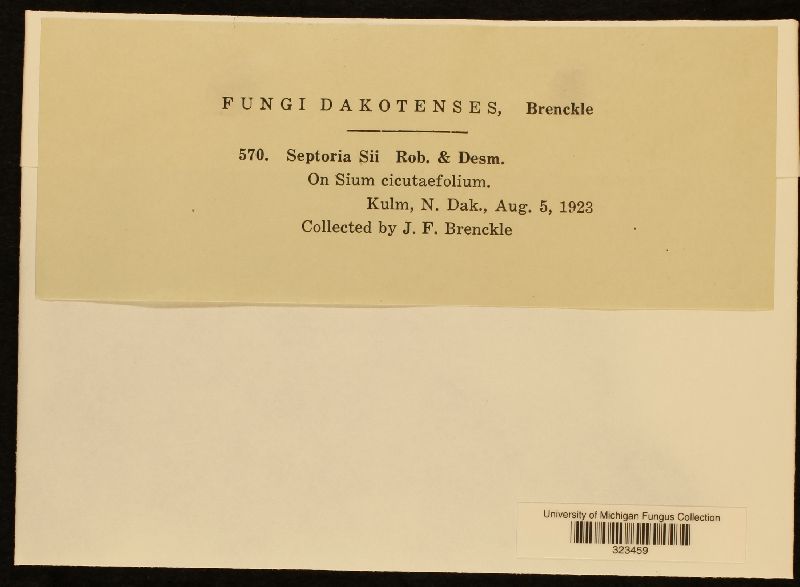 FUNGI DAKOTENSES, Brenckle
570. Septoria Sii Rob. & Desm.
On Sium cicutaefolium.
Kulm, N. Dak., Aug. 5, 1923
Collected by J. F. Brenckle
University of Michigan Fungus Collection
323459